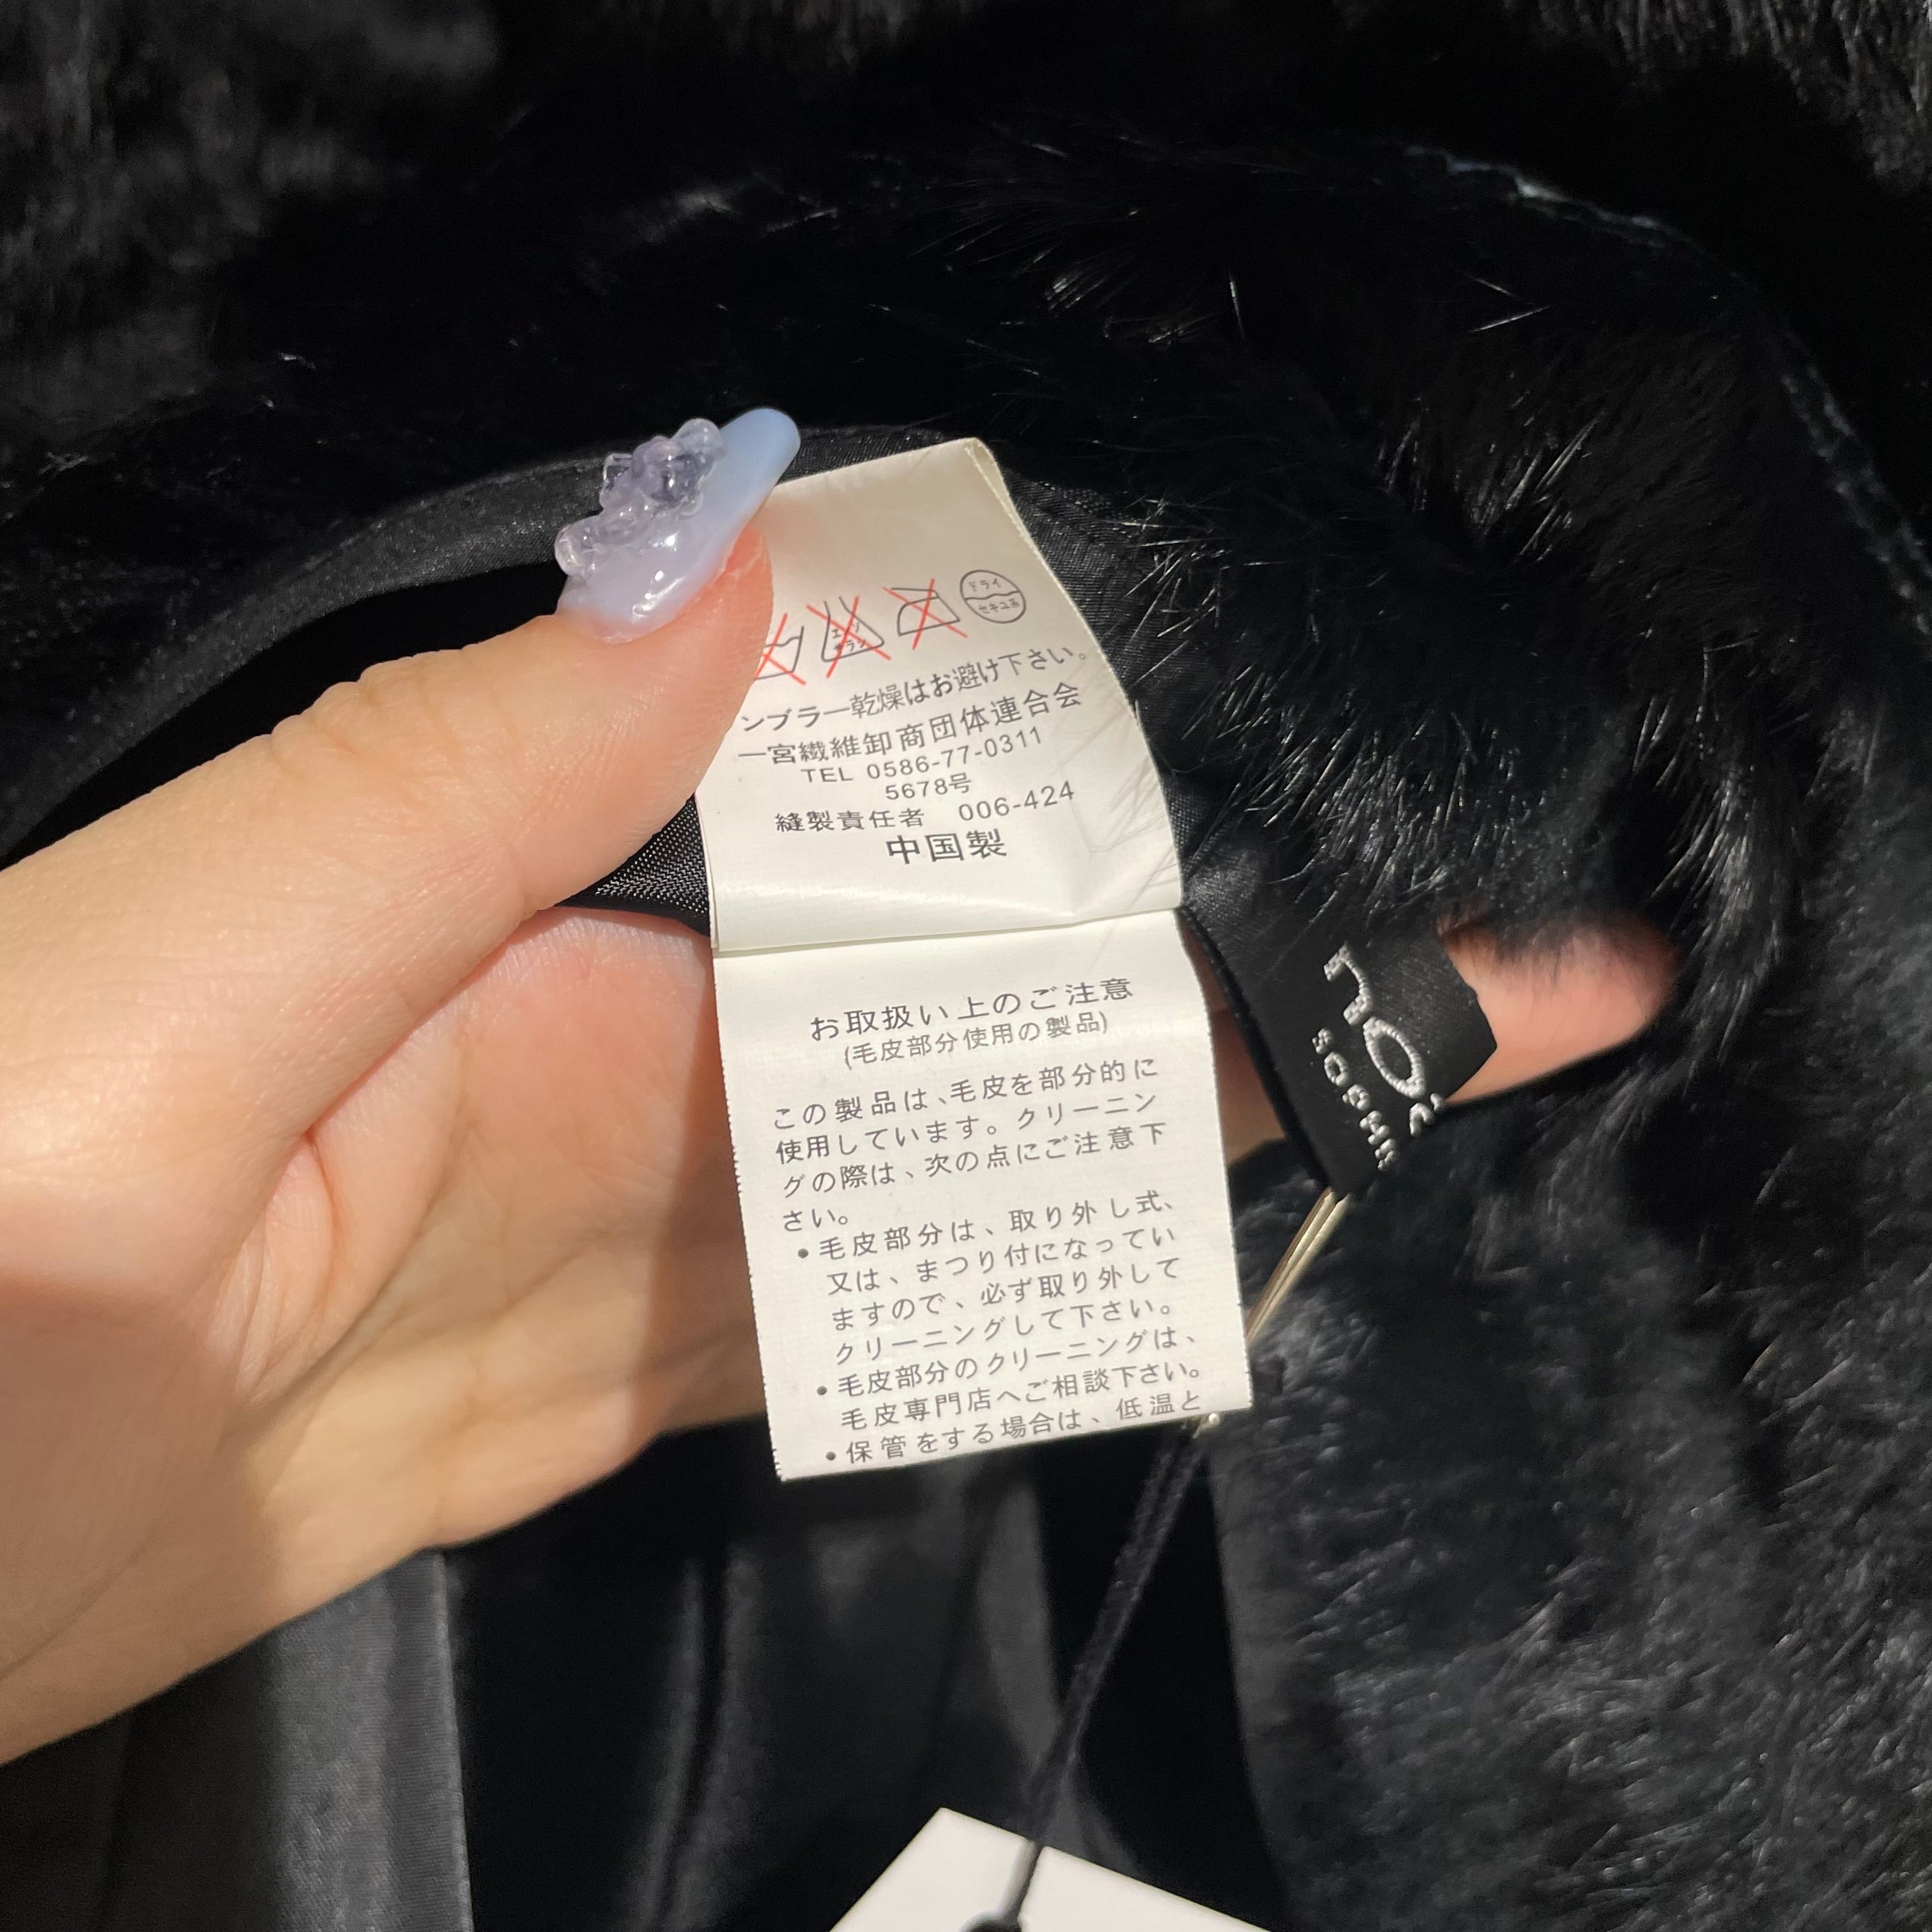 ドライ
セキユ系
エンソ
サラシ
ンブラー乾燥はお避け下さい。
一宮繊維卸商団体連合会
TEL 0586-77-0311
5678号
縫製責任者 006-424
中国製
お取扱い上のご注意
(毛皮部分使用の製品)
この製品は、毛皮を部分的に
使用しています。クリーニン
グの際は、次の点にご注意下
さい。
・毛皮部分は、取り外し式、
又は、まつり付になってい
ますので、必ず取り外して
クリーニングして下さい。
・毛皮部分のクリーニングは、
毛皮専門店へご相談下さい。
・保管をする場合は、低温と